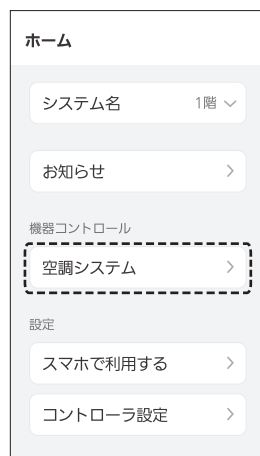 ホーム
システム名 1階
お知らせ
機器コントロール
空調システム
設定
スマホで利用する
コントローラ設定